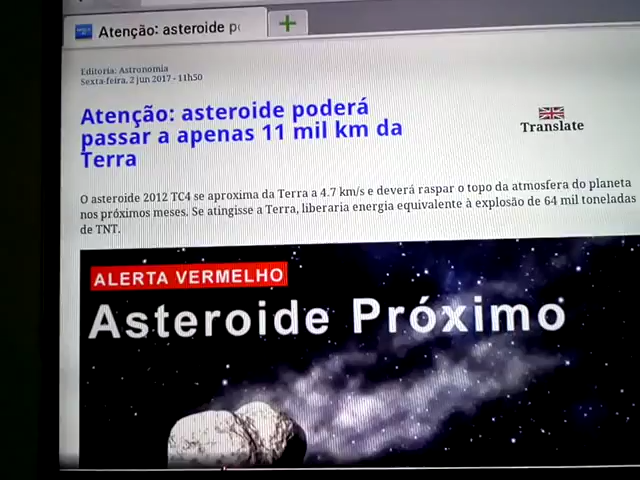 Atenção: asteroide p
Editoria: Astronomia
Sexta-feira, 2 jun 2017 - 11h50
Atenção: asteroide poderá
passar a apenas 11 mil km da
Terra
Translate
O asteroide 2012 TC4 se aproxima da Terra a 4.7 km/s e deverá raspar o topo da atmosfera do planeta
nos próximos meses. Se atingisse a Terra, liberaria energia equivalente à explosão de 64 mil toneladas
de TNT.
ALERTA VERMELHO
Asteroide Próximo